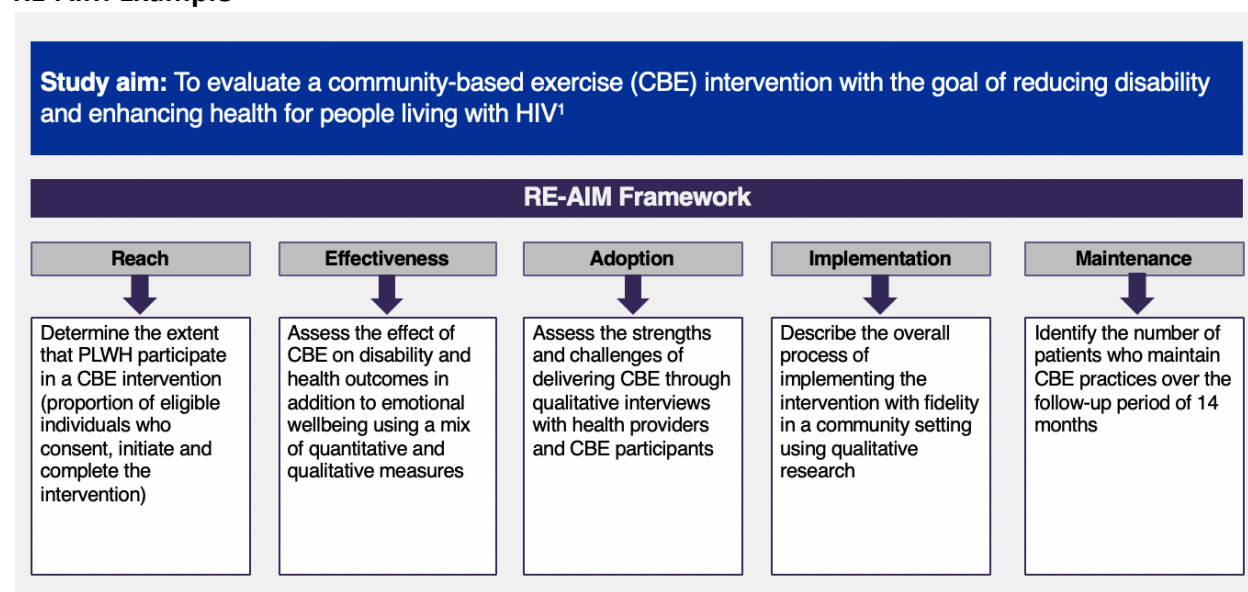 RE-AIM Example
Study aim: To evaluate a community-based exercise (CBE) intervention with the goal of reducing disability
and enhancing health for people living with HIV¹
RE-AIM Framework
Reach
Determine the extent
that PLWH participate
in a CBE intervention
(proportion of eligible
individuals who
consent, initiate and
complete the
intervention)
Effectiveness
Assess the effect of
CBE on disability and
health outcomes in
addition to emotional
wellbeing using a mix
of quantitative and
qualitative measures
Adoption
Assess the strengths
and challenges of
delivering CBE through
qualitative interviews
with health providers
and CBE participants
Implementation
Describe the overall
process of
implementing the
intervention with fidelity
in a community setting
using qualitative
research
Maintenance
Identify the number of
patients who maintain
CBE practices over the
follow-up period of 14
months